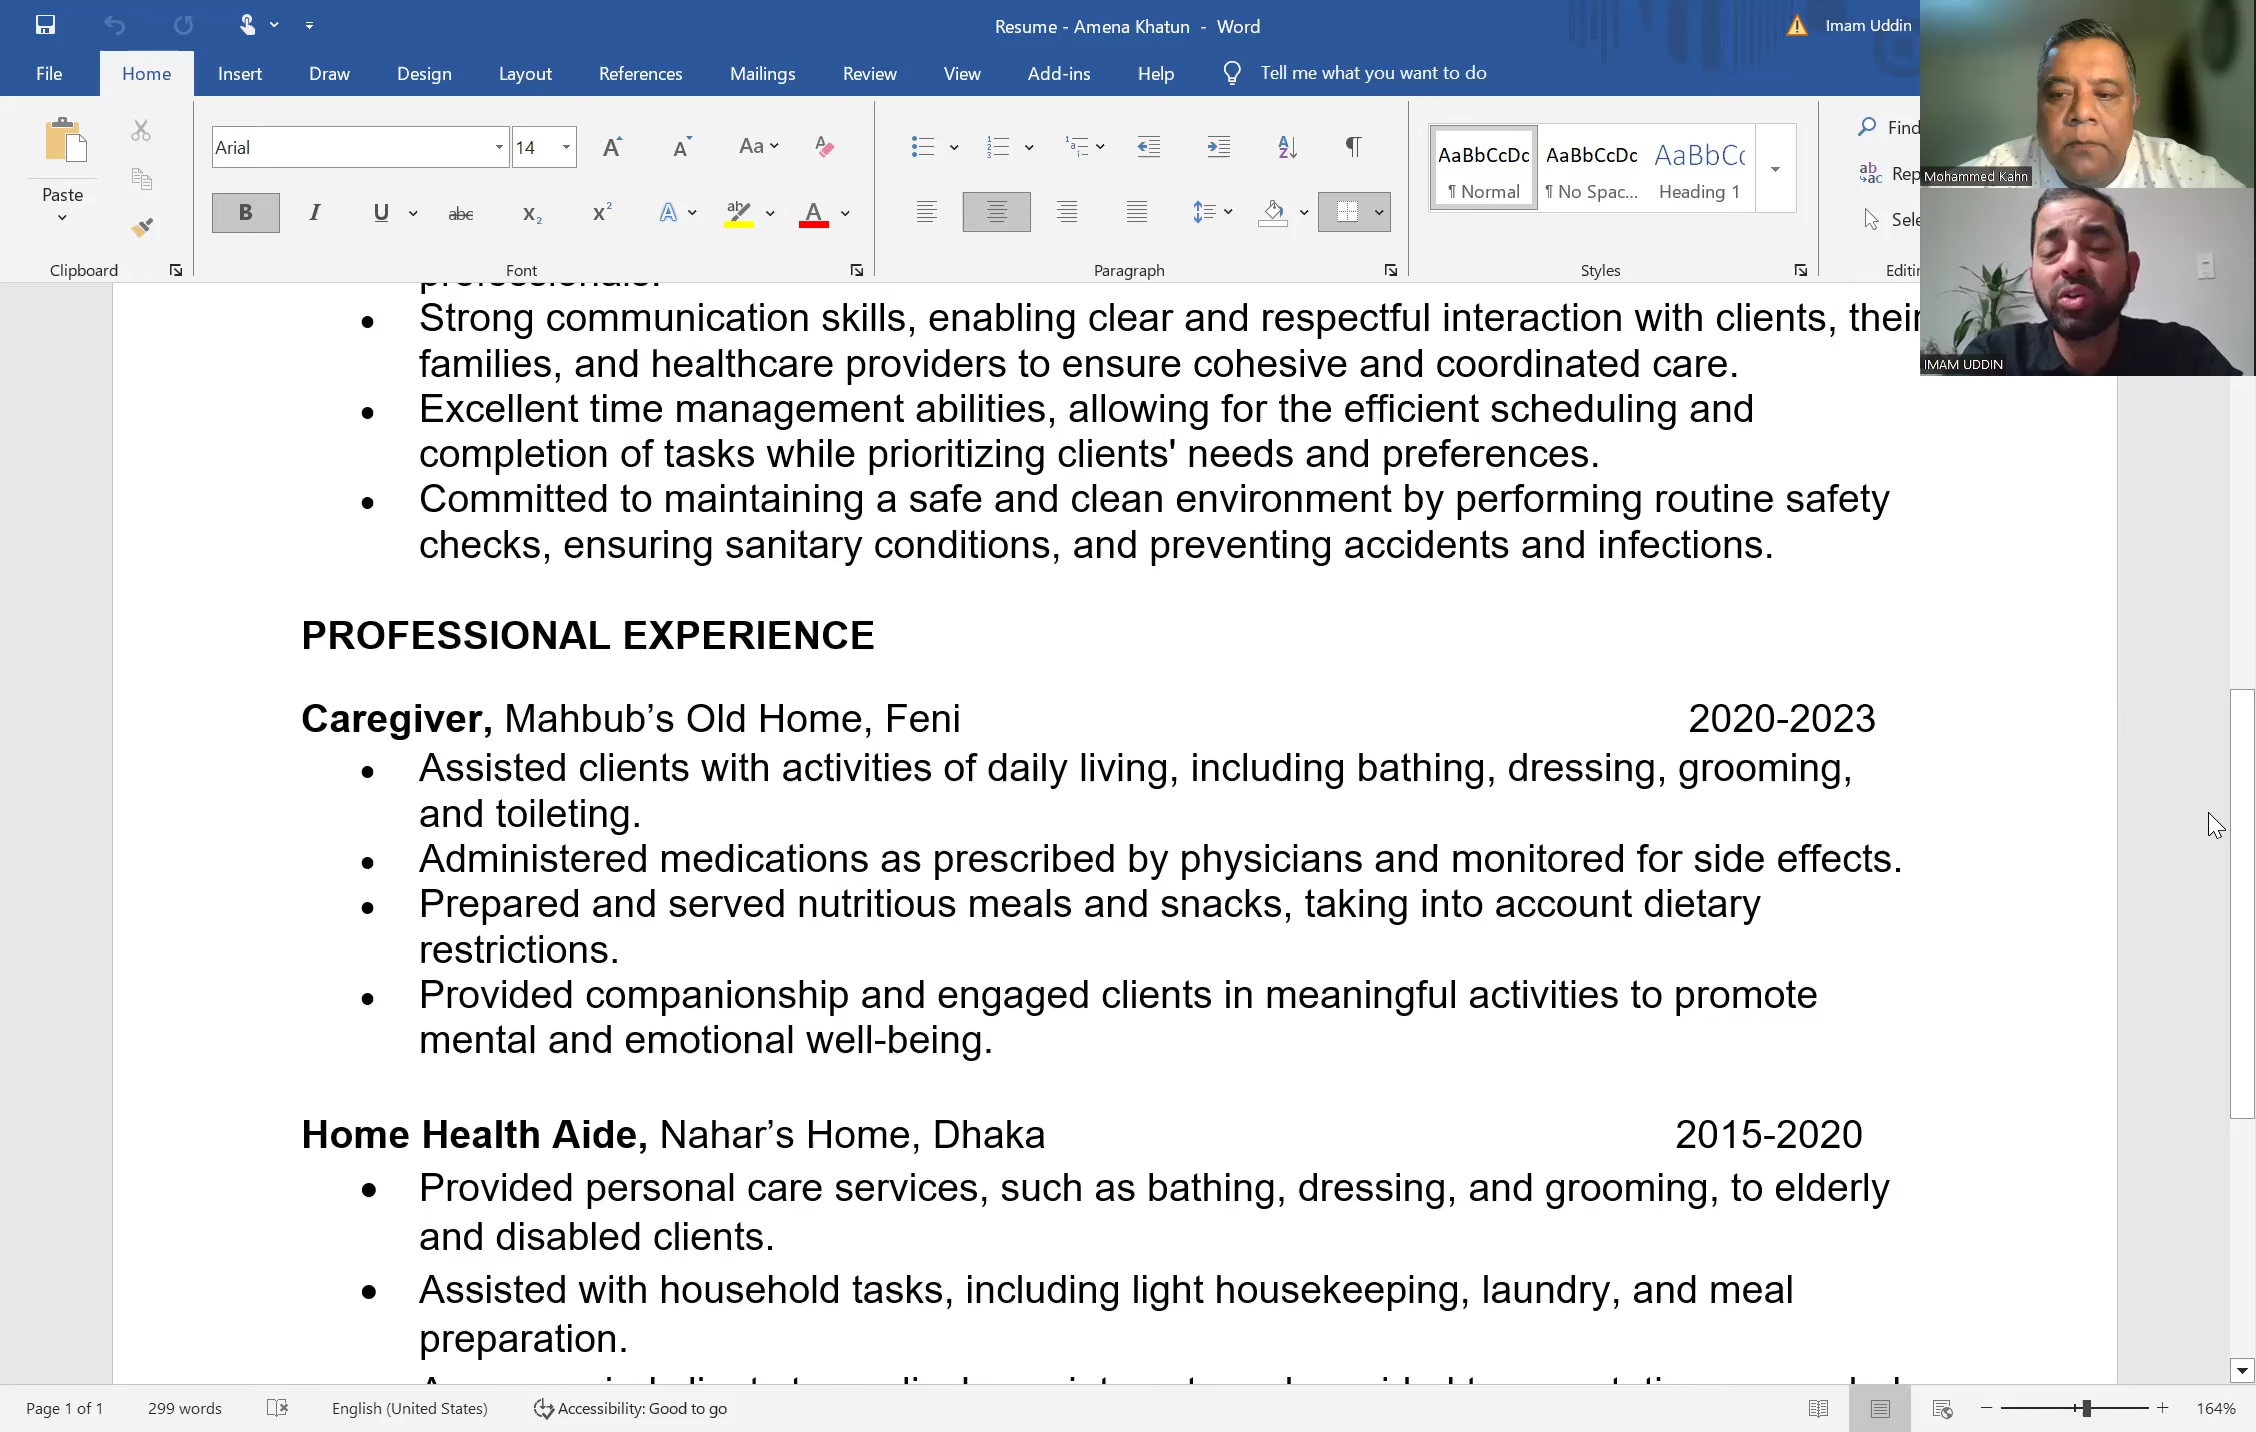 Resume - Amena Khatun - Word
Imam Uddin
File Home Insert Draw Design Layout References Mailings Review View Add-ins Help Tell me what you want to do
Paste
Clipboard
Arial 14
Aa
B I U abc X₂ X² A ab A
Font
Paragraph
AaBbCcDc AaBbCcDc AaBbCc
¶ Normal ¶ No Spac... Heading 1
Styles
Find
Rep
Sele
Editin
Mohammed Kahn
IMAM UDDIN
professionals.
• Strong communication skills, enabling clear and respectful interaction with clients, their
families, and healthcare providers to ensure cohesive and coordinated care.
• Excellent time management abilities, allowing for the efficient scheduling and
completion of tasks while prioritizing clients' needs and preferences.
• Committed to maintaining a safe and clean environment by performing routine safety
checks, ensuring sanitary conditions, and preventing accidents and infections.
PROFESSIONAL EXPERIENCE
Caregiver, Mahbub’s Old Home, Feni 2020-2023
• Assisted clients with activities of daily living, including bathing, dressing, grooming,
and toileting.
• Administered medications as prescribed by physicians and monitored for side effects.
• Prepared and served nutritious meals and snacks, taking into account dietary
restrictions.
• Provided companionship and engaged clients in meaningful activities to promote
mental and emotional well-being.
Home Health Aide, Nahar’s Home, Dhaka 2015-2020
• Provided personal care services, such as bathing, dressing, and grooming, to elderly
and disabled clients.
• Assisted with household tasks, including light housekeeping, laundry, and meal
preparation.
Page 1 of 1 299 words English (United States) Accessibility: Good to go 164%